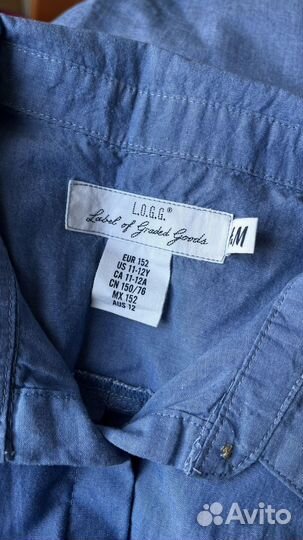 L.O.G.G.®
Label of Graded Goods
EUR 152
US 11-12Y
CA 11-12A
CN 150/76
MX 152
AUS 12
Avito